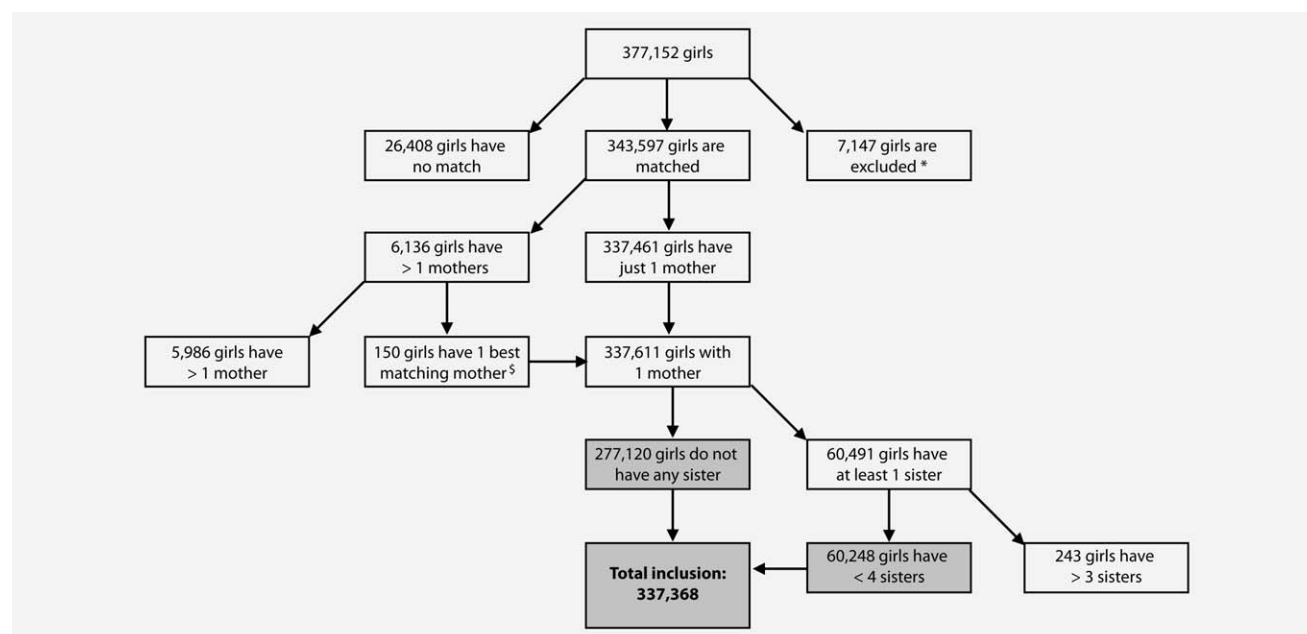 377,152 girls
26,408 girls have
no match
343,597 girls are
matched
7,147 girls are
excluded *
6,136 girls have
> 1 mothers
337,461 girls have
just 1 mother
5,986 girls have
> 1 mother
150 girls have 1 best
matching mother $
337,611 girls with
1 mother
277,120 girls do not
have any sister
60,491 girls have
at least 1 sister
Total inclusion:
337,368
60,248 girls have
< 4 sisters
243 girls have
> 3 sisters